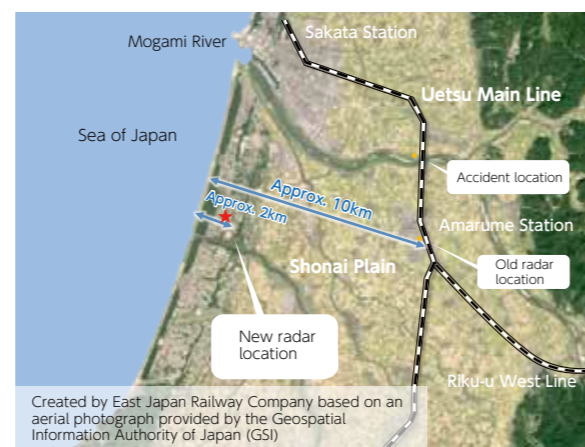 Sakata Station
Mogami River
Uetsu Main Line
Sea of Japan
Accident location
Approx. 10km
Approx. 2km
Amarume Station
Shonai Plain
Old radar
location
New radar
location
Riku-u West Line
Created by East Japan Railway Company based on an
aerial photograph provided by the Geospatial
Information Authority of Japan (GSI)